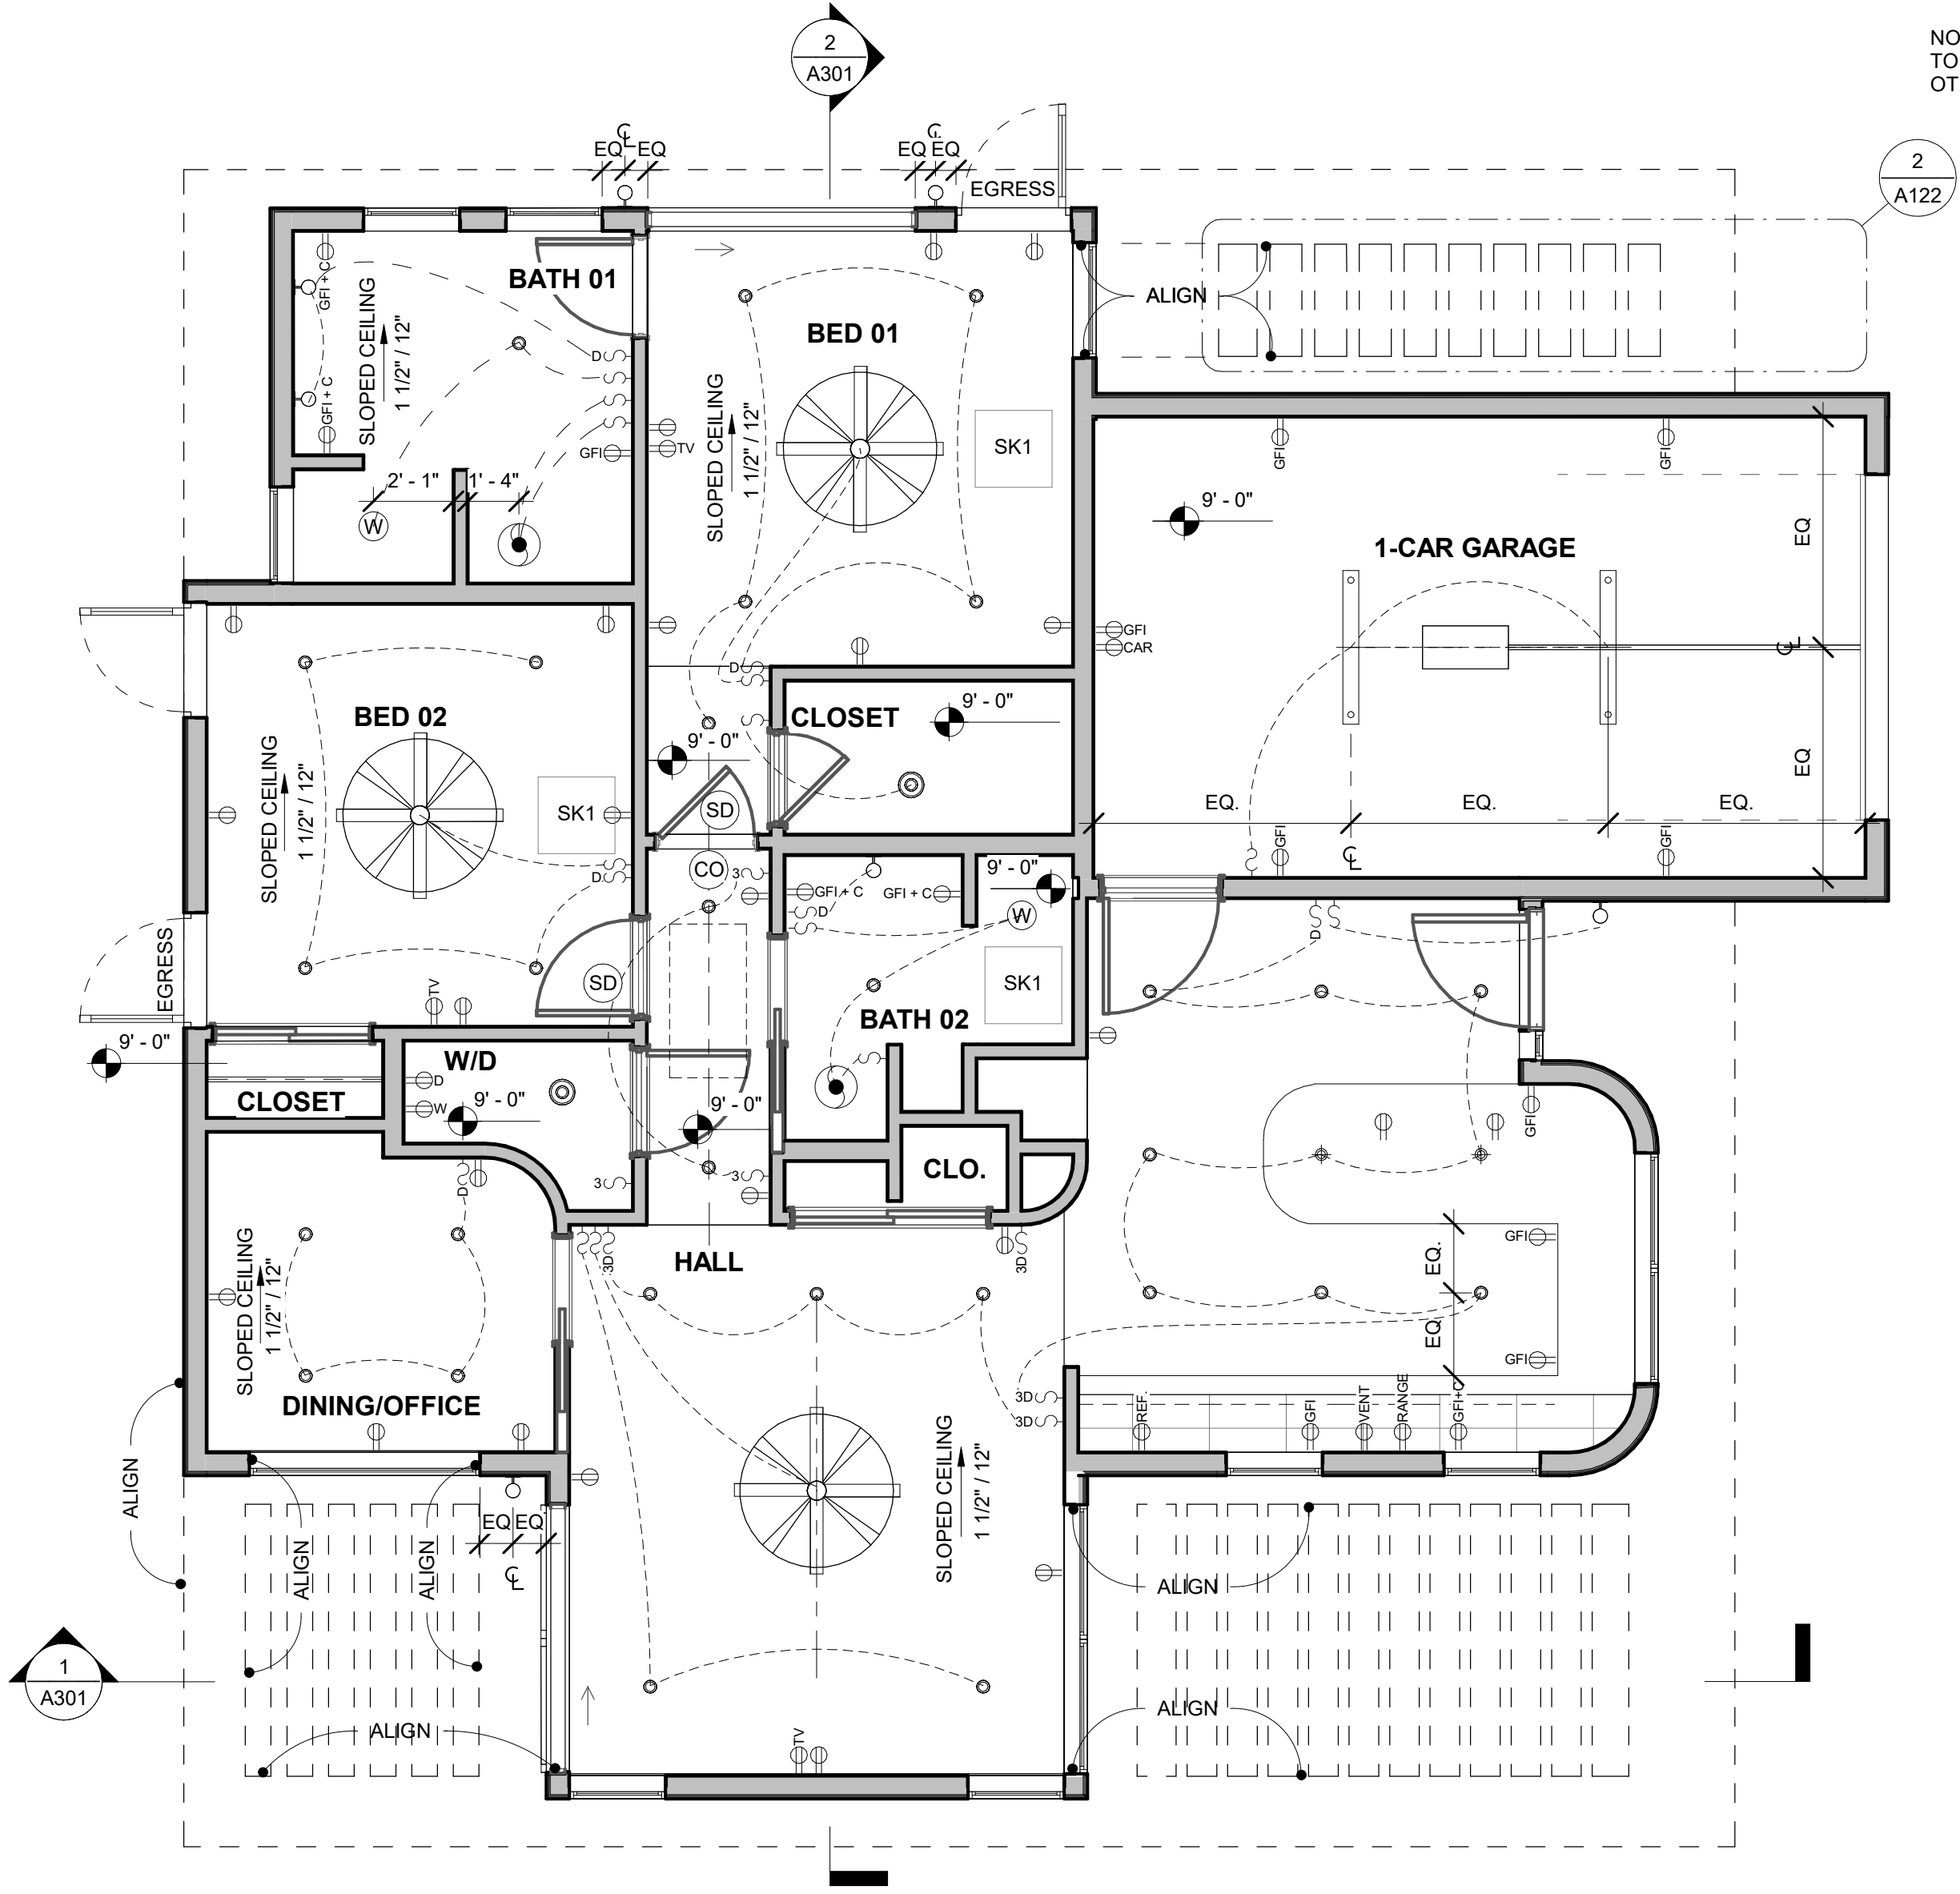 2
A301
NO
TO
OT
2
A122
EQ
EQ
EQ
EQ
EGRESS
BATH 01
GFI + C
SLOPED CEILING
1 1/2" / 12"
D
GFI + C
GFI
2' - 1"
1' - 4"
W
BED 01
SLOPED CEILING
1 1/2" / 12"
TV
SK1
D
ALIGN
GFI
GFI
9' - 0"
1-CAR GARAGE
EQ
GFI
CAR
EQ
EQ.
EQ.
EQ.
GFI
GFI
BED 02
SLOPED CEILING
1 1/2" / 12"
SK1
D
EGRESS
TV
SD
CLOSET
9' - 0"
9' - 0"
SD
CO
3
GFI + C
GFI + C
9' - 0"
D
W
SK1
BATH 02
D
9' - 0"
CLOSET
W/D
D
W
9' - 0"
9' - 0"
3
3
CLO.
GFI
D
SLOPED CEILING
1 1/2" / 12"
DINING/OFFICE
HALL
3D
3D
GFI
EQ.
EQ
GFI
3D
3D
REF.
GFI
VENT
RANGE
GFI+C
SLOPED CEILING
1 1/2" / 12"
ALIGN
ALIGN
ALIGN
EQ
EQ
ALIGN
ALIGN
ALIGN
TV
1
A301